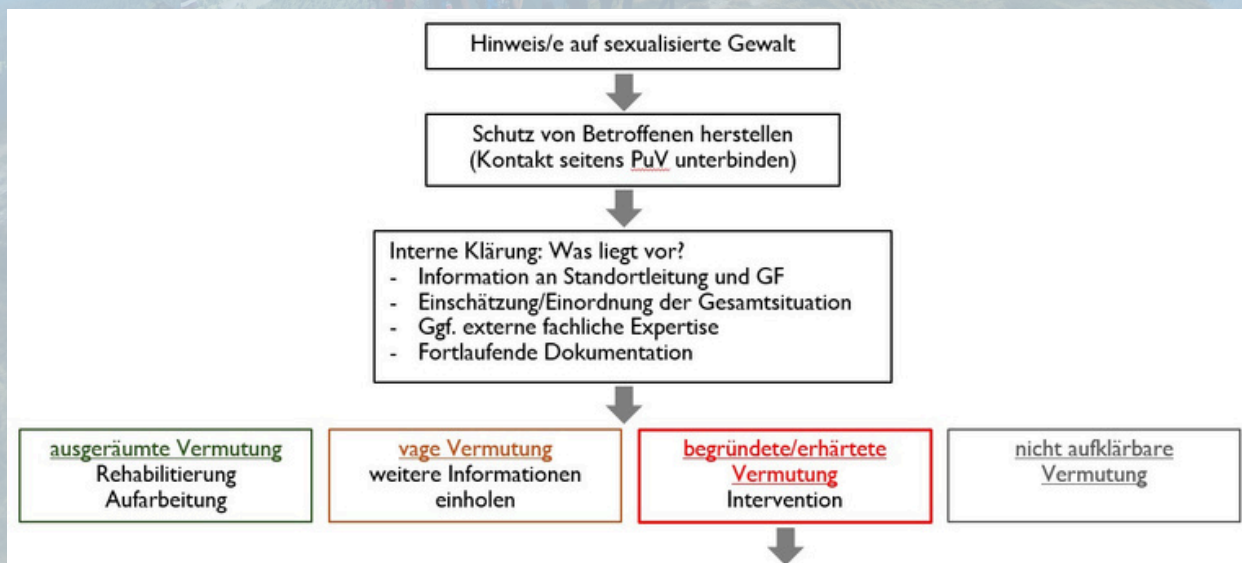 Hinweis/e auf sexualisierte Gewalt
Schutz von Betroffenen herstellen
(Kontakt seitens PuV unterbinden)
Interne Klärung: Was liegt vor?
- Information an Standortleitung und GF
- Einschätzung/Einordnung der Gesamtsituation
- Ggf. externe fachliche Expertise
- Fortlaufende Dokumentation
ausgeräumte Vermutung
Rehabilitierung
Aufarbeitung
vage Vermutung
weitere Informationen
einholen
begründete/erhärtete
Vermutung
Intervention
nicht aufklärbare
Vermutung